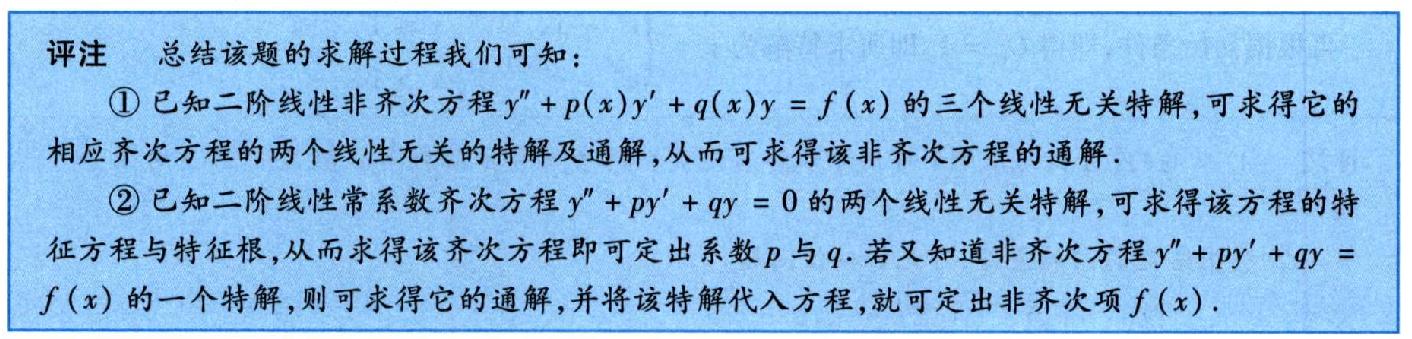 评注 总结该题的求解过程我们可知:
① 已知二阶线性非齐次方程 y″ + p(x)y′ + q(x)y = f(x) 的三个线性无关特解,可求得它的
相应齐次方程的两个线性无关的特解及通解,从而可求得该非齐次方程的通解.
② 已知二阶线性常系数齐次方程 y″ + py′ + qy = 0 的两个线性无关特解,可求得该方程的特
征方程与特征根,从而求得该齐次方程即可定出系数 p 与 q. 若又知道非齐次方程 y″ + py′ + qy =
f(x) 的一个特解,则可求得它的通解,并将该特解代入方程,就可定出非齐次项 f(x).